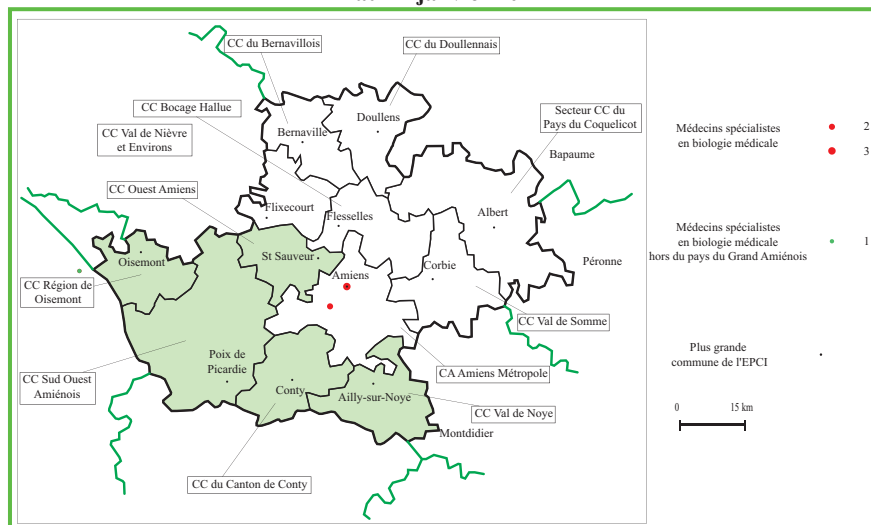 CC du Bernavillois
CC du Doullennais
CC Bocage Hallue
Secteur CC du
Pays du Coquelicot
Doullens
Bernaville
CC Val de Nièvre
et Environs
Bapaume
CC Ouest Amiens
Flixecourt
Flesselles
Albert
Oisemont
St Sauveur
Amiens
Corbie
Péronne
CC Région de
Oisemont
CC Val de Somme
Poix de
Picardie
CC Sud Ouest
Amiénois
CA Amiens Métropole
Conty
Ailly-sur-Noye
CC Val de Noye
Montdidier
CC du Canton de Conty
Médecins spécialistes
en biologie médicale
2
3
Médecins spécialistes
en biologie médicale
hors du pays du Grand Amiénois
1
Plus grande
commune de l'EPCI
0 15 km